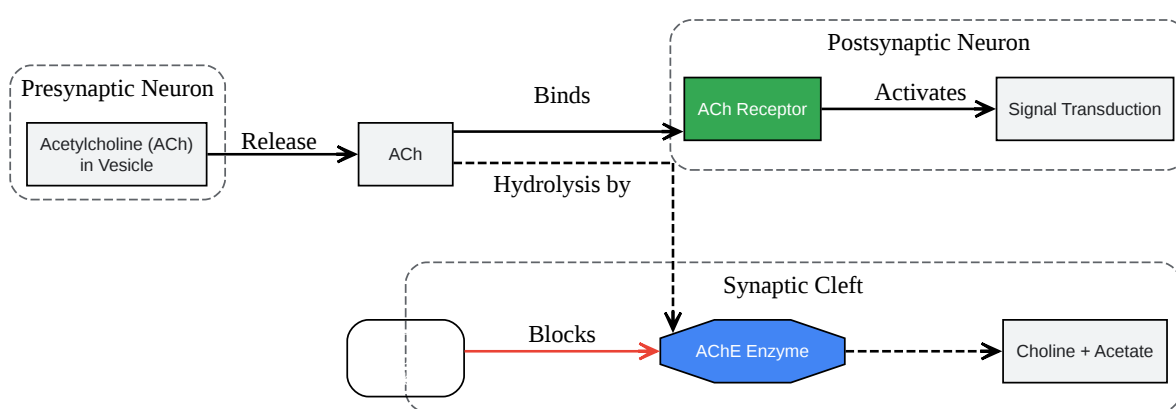 Postsynaptic Neuron
Presynaptic Neuron
Binds
ACh Receptor
Activates
Signal Transduction
Acetylcholine (ACh)
in Vesicle
Release
ACh
Hydrolysis by
Synaptic Cleft
Blocks
AChE Enzyme
Choline + Acetate